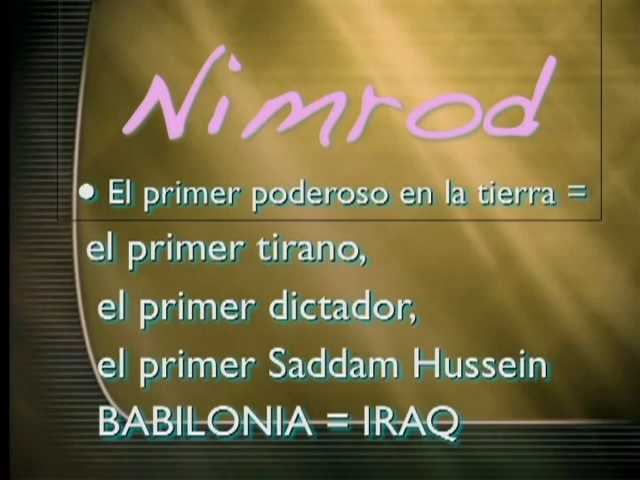 Nimrod
• El primer poderoso en la tierra =
el primer tirano,
el primer dictador,
el primer Saddam Hussein
BABILONIA = IRAQ